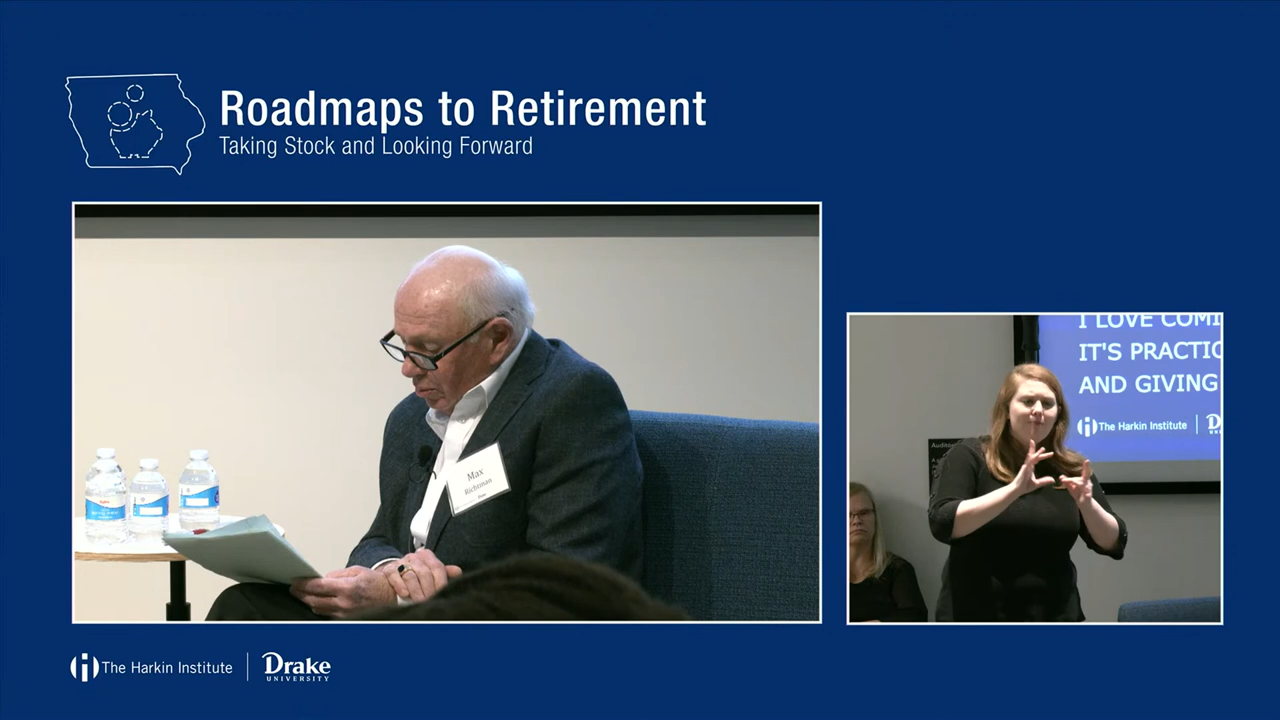 Roadmaps to Retirement
Taking Stock and Looking Forward
Max
Richtman
I LOVE COMI
IT'S PRACTIC
AND GIVING
The Harkin Institute
The Harkin Institute
Drake
UNIVERSITY